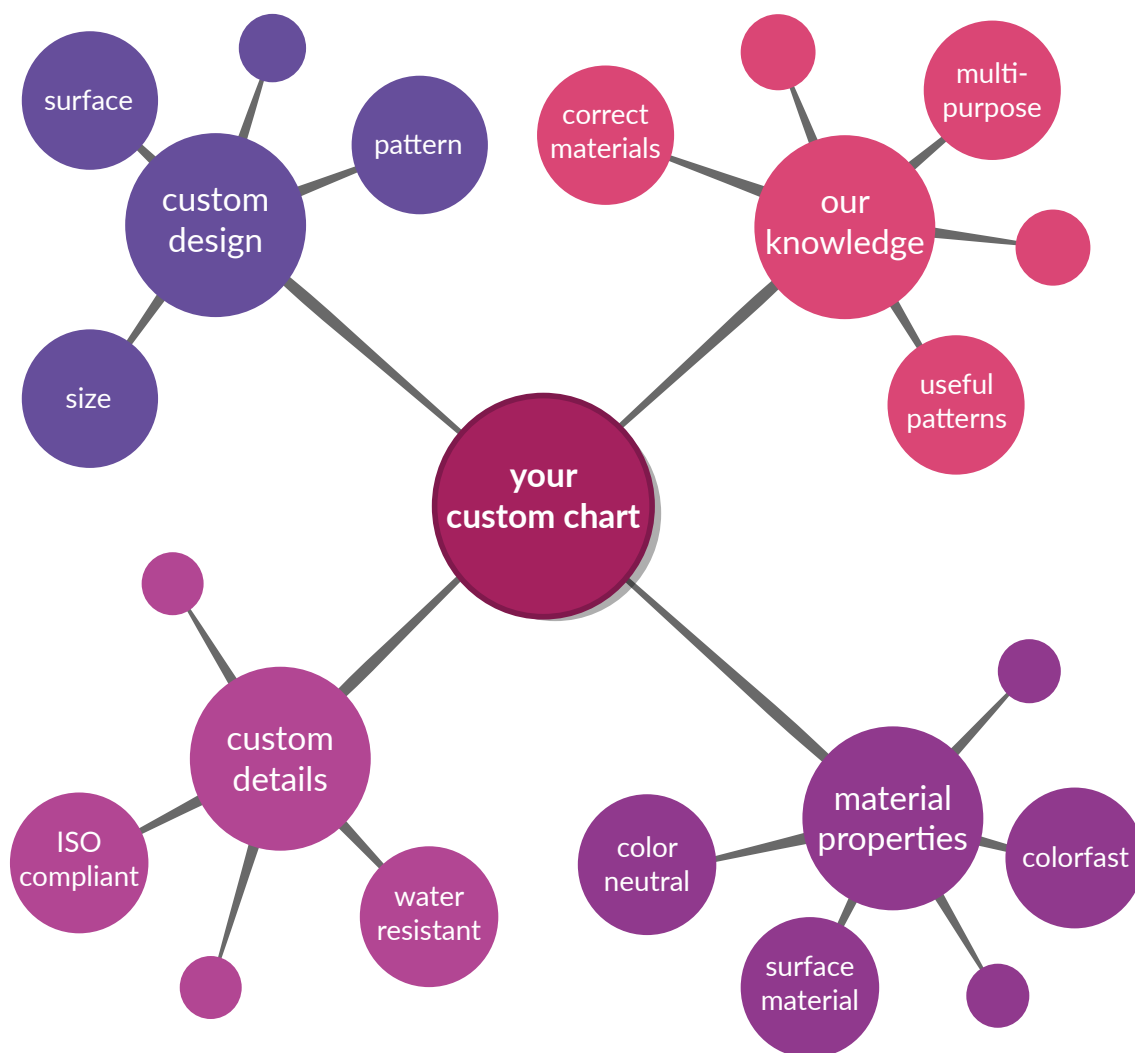 surface
pattern
custom
design
size
correct
materials
multi-
purpose
our
knowledge
useful
patterns
your
custom chart
custom
details
ISO
compliant
water
resistant
material
properties
color
neutral
colorfast
surface
material